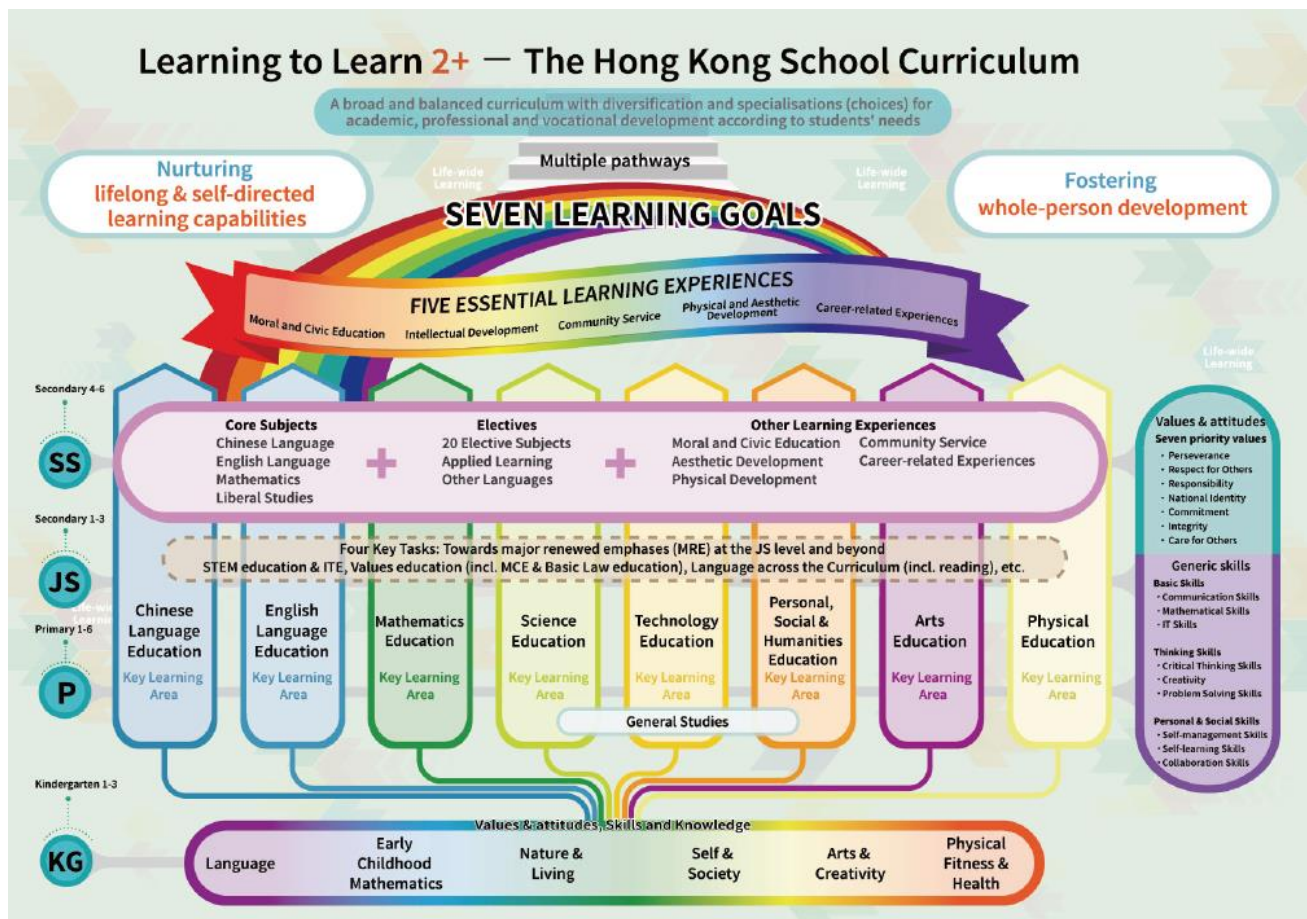 Learning to Learn 2+ — The Hong Kong School Curriculum
A broad and balanced curriculum with diversification and specialisations (choices) for
academic, professional and vocational development according to students' needs
Multiple pathways
Nurturing
lifelong & self-directed
learning capabilities
Life-wide
Learning
Life-wide
Learning
Fostering
whole-person development
SEVEN LEARNING GOALS
FIVE ESSENTIAL LEARNING EXPERIENCES
Moral and Civic Education
Intellectual Development
Community Service
Physical and Aesthetic
Development
Career-related Experiences
Life-wide
Learning
Secondary 4-6
SS
Core Subjects
Chinese Language
English Language
Mathematics
Liberal Studies
+
Electives
20 Elective Subjects
Applied Learning
Other Languages
+
Other Learning Experiences
Moral and Civic Education
Aesthetic Development
Physical Development
Community Service
Career-related Experiences
Secondary 1-3
JS
Four Key Tasks: Towards major renewed emphases (MRE) at the JS level and beyond
STEM education & ITE, Values education (incl. MCE & Basic Law education), Language across the Curriculum (incl. reading), etc.
Life-wide
Learning
Primary 1-6
P
Chinese
Language
Education
Key Learning
Area
English
Language
Education
Key Learning
Area
Mathematics
Education
Key Learning
Area
Science
Education
Key Learning
Area
Technology
Education
Key Learning
Area
Personal,
Social &
Humanities
Education
Key Learning
Area
Arts
Education
Key Learning
Area
Physical
Education
Key Learning
Area
General Studies
Values & attitudes
Seven priority values
· Perseverance
· Respect for Others
· Responsibility
· National Identity
· Commitment
· Integrity
· Care for Others
Generic skills
Basic Skills
· Communication Skills
· Mathematical Skills
· IT Skills
Thinking Skills
· Critical Thinking Skills
· Creativity
· Problem Solving Skills
Personal & Social Skills
· Self-management Skills
· Self-learning Skills
· Collaboration Skills
Kindergarten 1-3
KG
Values & attitudes, Skills and Knowledge
Language
Early
Childhood
Mathematics
Nature &
Living
Self &
Society
Arts &
Creativity
Physical
Fitness &
Health